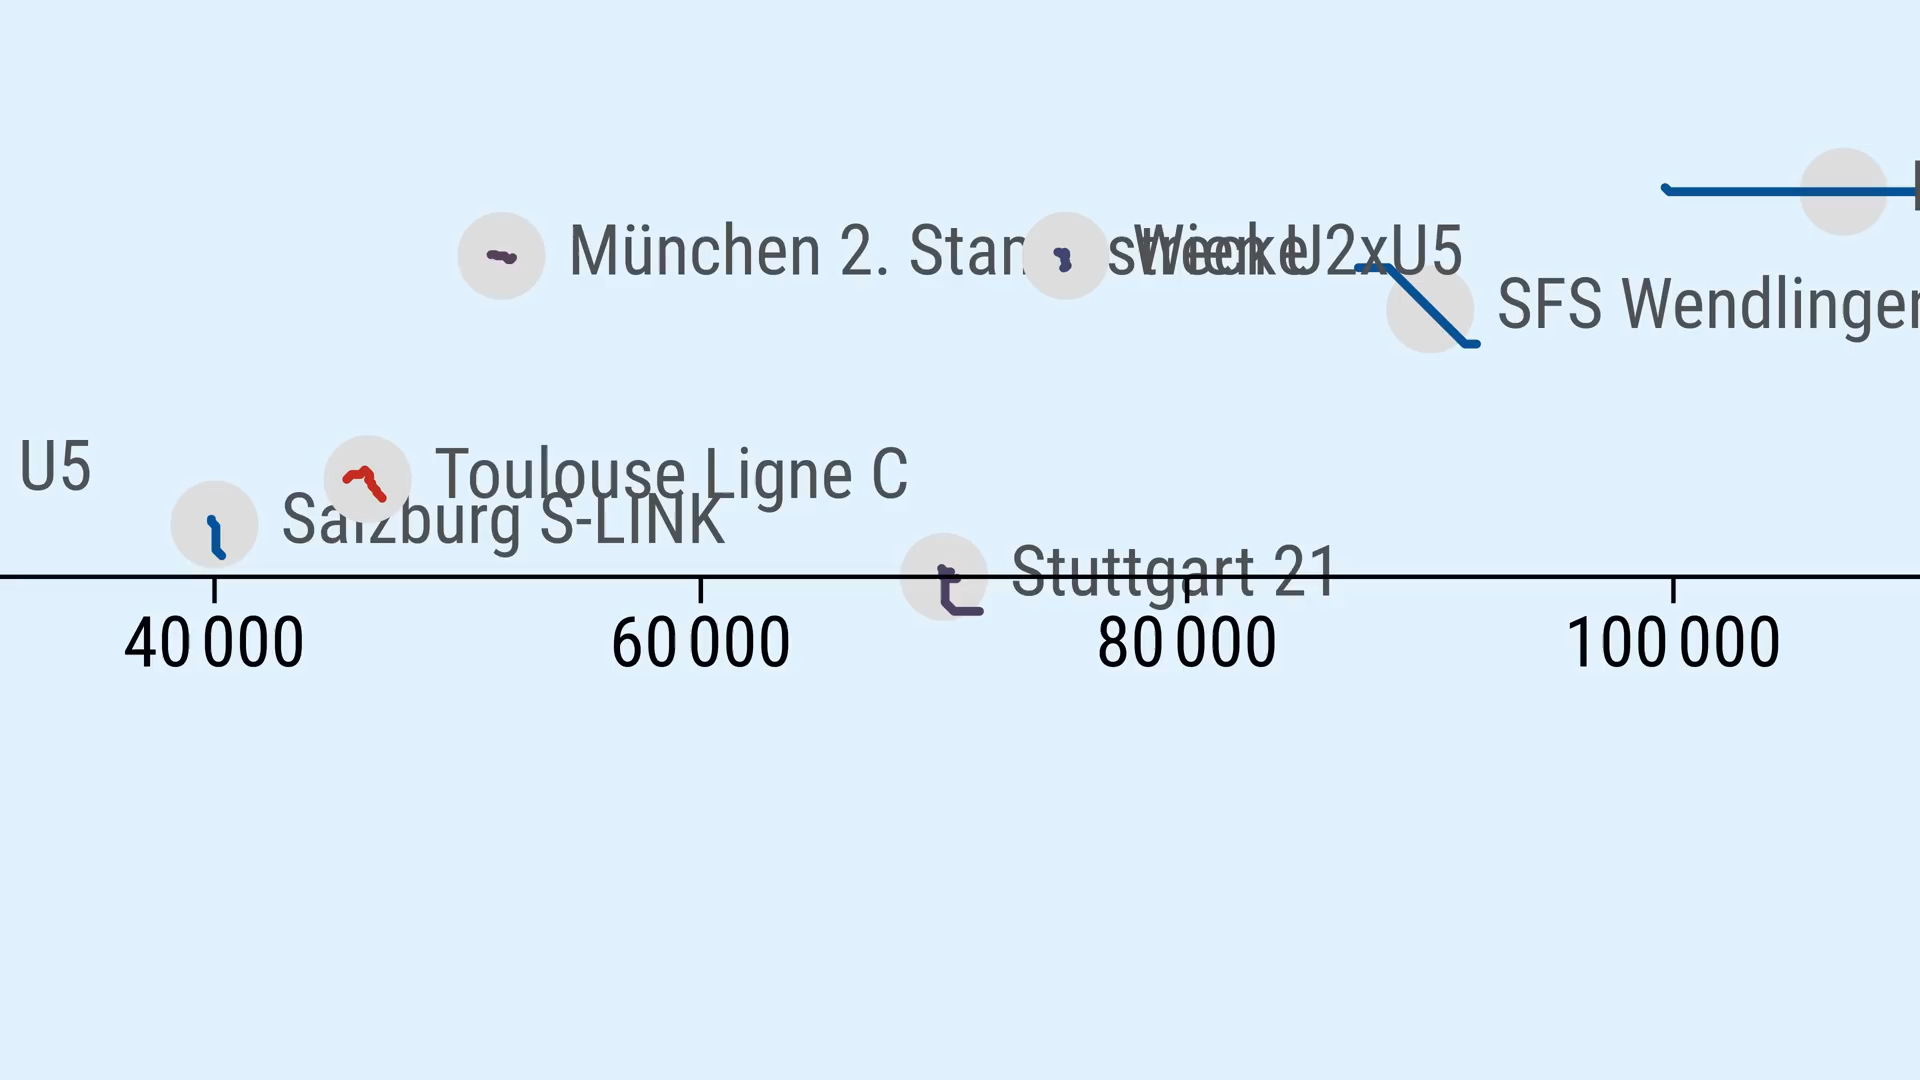 München 2. Stammstrecke
Wien U2xU5
SFS Wendlingen
U5
Toulouse Ligne C
Salzburg S-LINK
Stuttgart 21
40 000
60 000
80 000
100 000